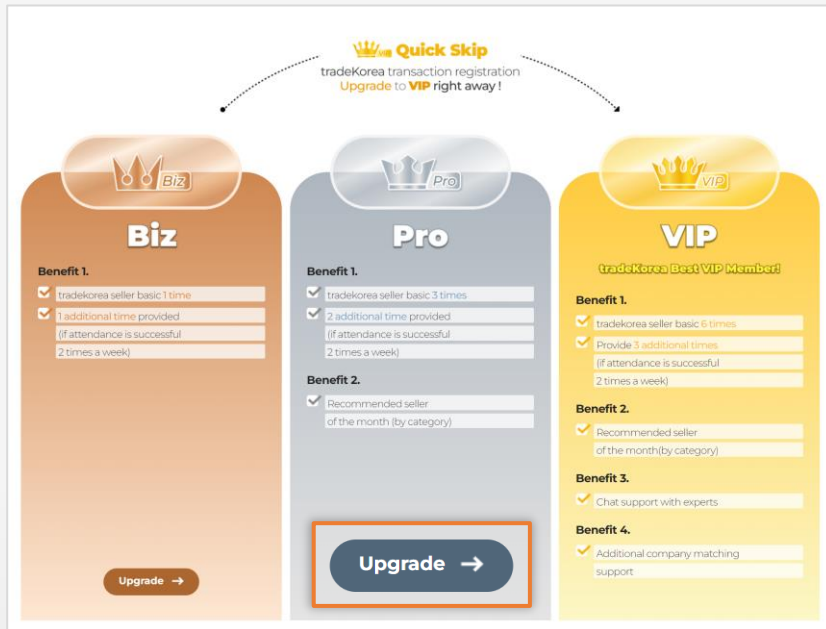 VIP Quick Skip
tradeKorea transaction registration
Upgrade to VIP right away !
Biz
Biz
Benefit 1.
tradekorea seller basic 1 time
1 additional time provided
(if attendance is successful
2 times a week)
Upgrade →
Pro
Pro
Benefit 1.
tradekorea seller basic 3 times
2 additional time provided
(if attendance is successful
2 times a week)
Benefit 2.
Recommended seller
of the month (by category)
Upgrade →
VIP
VIP
tradeKorea Best VIP Member!
Benefit 1.
tradekorea seller basic 6 times
Provide 3 additional times
(if attendance is successful
2 times a week)
Benefit 2.
Recommended seller
of the month(by category)
Benefit 3.
Chat support with experts
Benefit 4.
Additional company matching
support